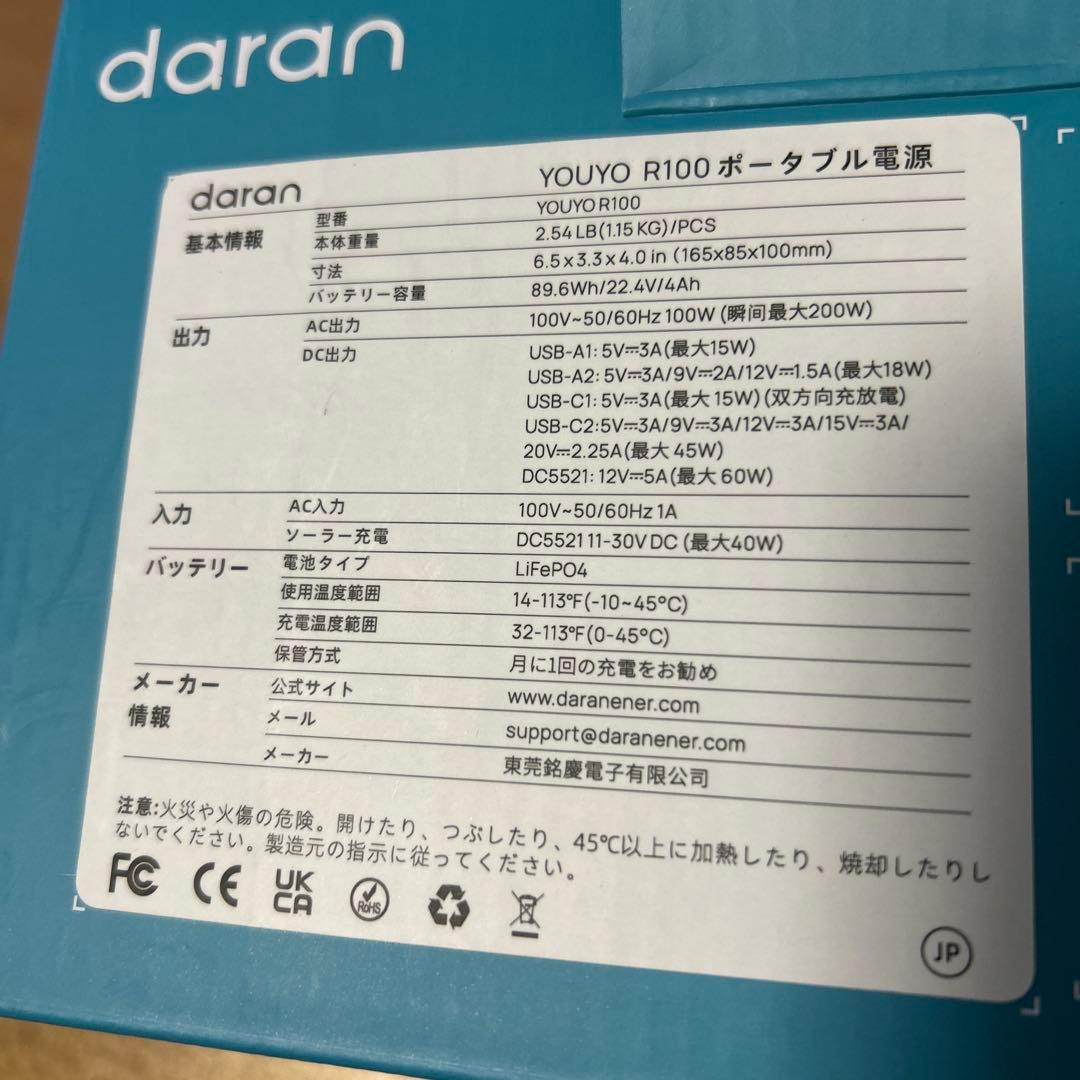 daran
daran YOUYO R100 ポータブル電源
基本情報 型番 YOUYO R100
本体重量 2.54 LB(1.15 KG)/PCS
寸法 6.5 x 3.3 x 4.0 in (165x85x100mm)
バッテリー容量 89.6Wh/22.4V/4Ah
出力 AC出力 100V~50/60Hz 100W (瞬间最大200W)
DC出力 USB-A1: 5V⎓3A(最大15W)
USB-A2: 5V⎓3A/9V⎓2A/12V⎓1.5A(最大18W)
USB-C1: 5V⎓3A(最大 15W)(双方向充放電)
USB-C2:5V⎓3A/9V⎓3A/12V⎓3A/15V⎓3A/
20V⎓2.25A(最大 45W)
DC5521: 12V⎓5A(最大 60W)
入力 AC入力 100V~50/60Hz 1A
ソーラー充電 DC5521 11-30V DC (最大40W)
バッテリー 電池タイプ LiFePO4
使用温度範囲 14-113°F(-10~45°C)
充電温度範囲 32-113°F(0-45°C)
保管方式 月に1回の充電をお勧め
メーカー
情報 公式サイト www.daranener.com
メール support@daranener.com
メーカー 東莞銘慶電子有限公司
注意:火災や火傷の危険。開けたり、つぶしたり、45°C以上に加熱したり、焼却したりし
ないでください。製造元の指示に従ってください。
FC CE UK CA RoHS
JP